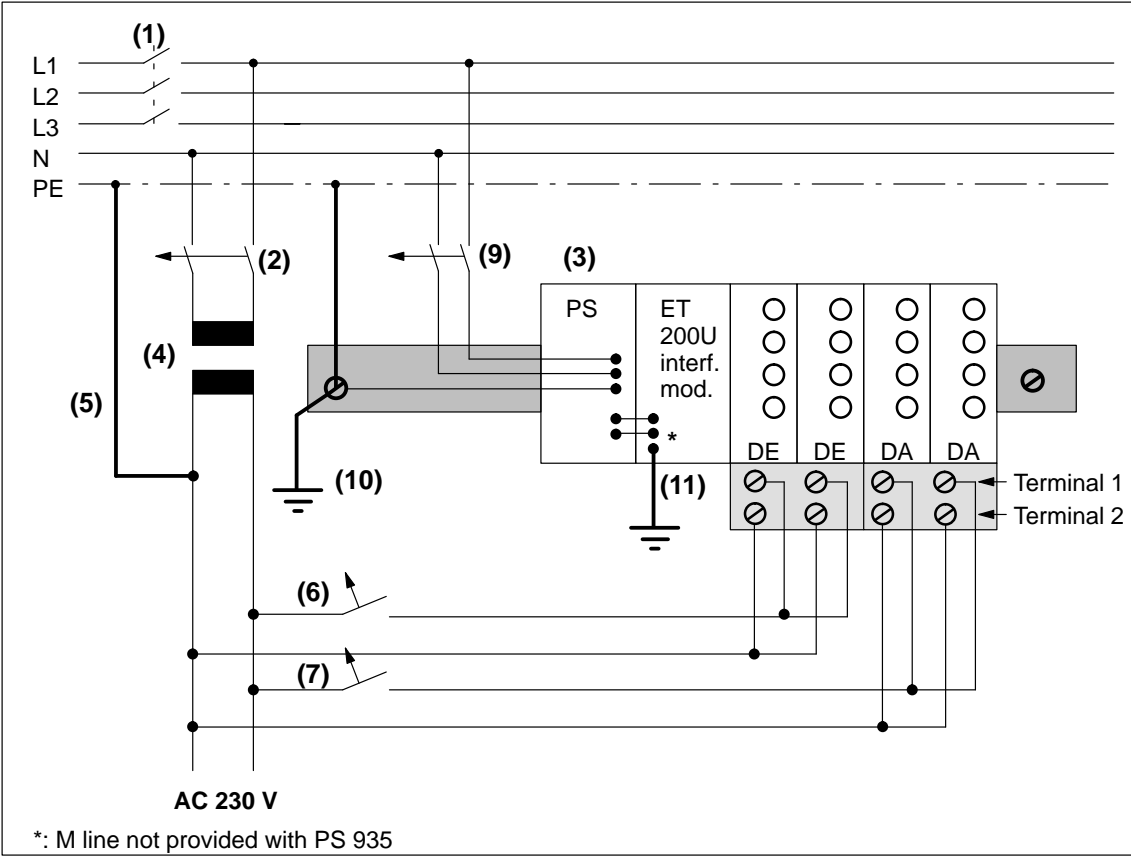 (1)
L1
L2
L3
N
PE
(2)
(9)
(3)
PS
ET
200U
interf.
mod.
(4)
(5)
*
DE DE DA DA
(10)
(11)
Terminal 1
Terminal 2
(6)
(7)
AC 230 V
*: M line not provided with PS 935